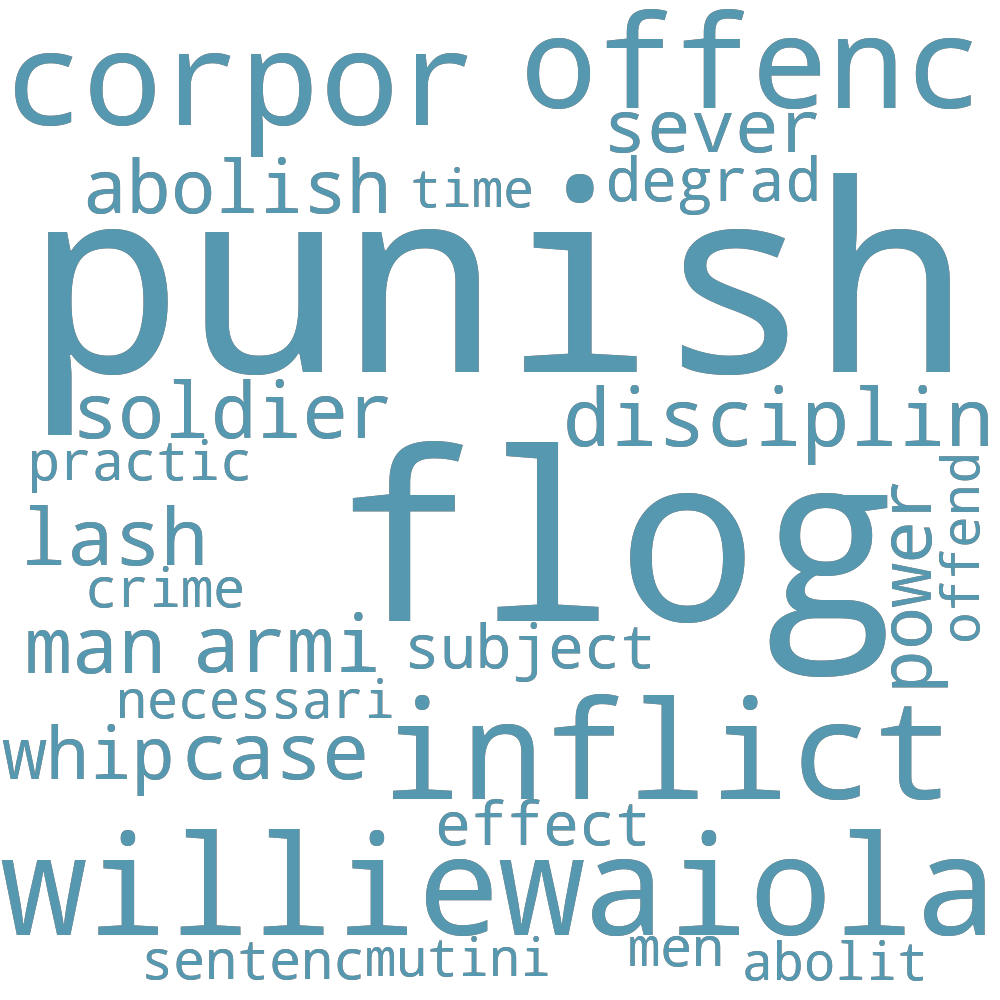 corpor offenc
sever
abolish time degrad
punish
soldier disciplin
practic
flog
lash power offend
crime
man armi subject
necessari
whip case inflict
effect
williewaiola
sentenc mutini men abolit